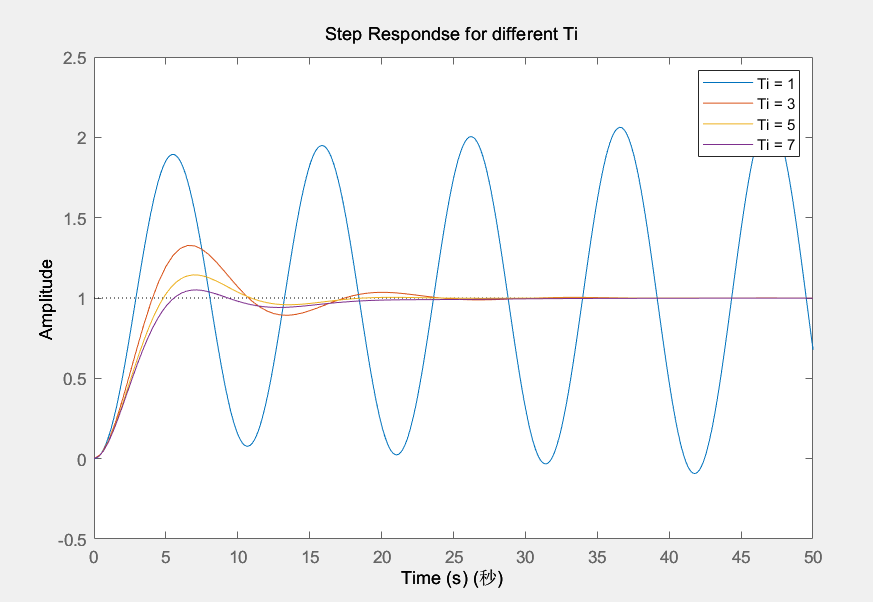 Step Respondse for different Ti
Ti = 1
Ti = 3
Ti = 5
Ti = 7
Amplitude
2.5
2
1.5
1
0.5
0
-0.5
0 5 10 15 20 25 30 35 40 45 50
Time (s) (秒)